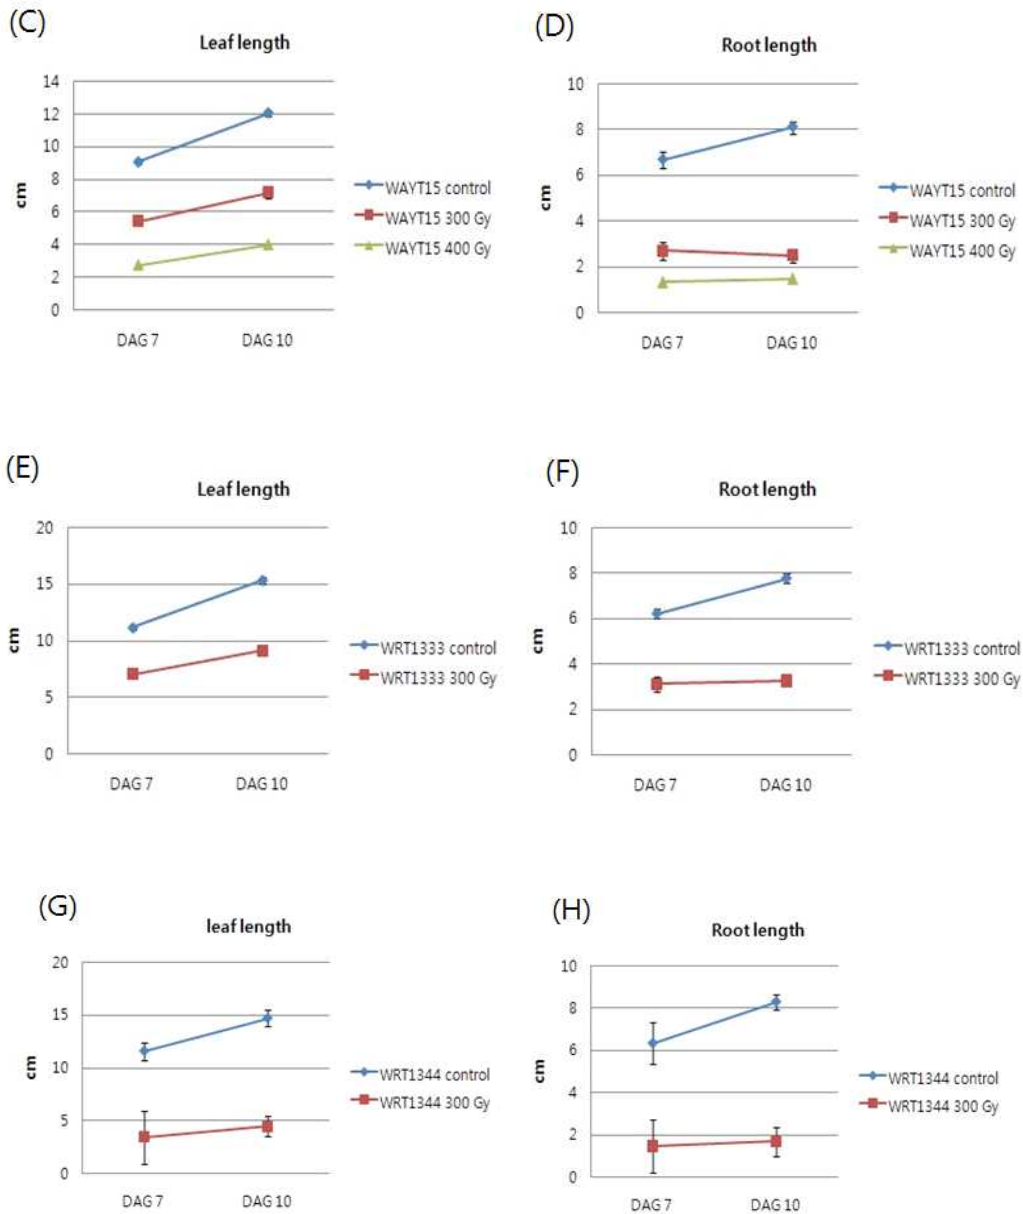 (C)
Leaf length
14
12
10
8
6
4
2
0
cm
DAG 7 DAG 10
WAYT15 control
WAYT15 300 Gy
WAYT15 400 Gy
(D)
Root length
10
8
6
4
2
0
cm
DAG 7 DAG 10
WAYT15 control
WAYT15 300 Gy
WAYT15 400 Gy
(E)
Leaf length
20
15
10
5
0
cm
DAG 7 DAG 10
WRT1333 control
WRT1333 300 Gy
(F)
Root length
10
8
6
4
2
0
cm
DAG 7 DAG 10
WRT1333 control
WRT1333 300 Gy
(G)
leaf length
20
15
10
5
0
cm
DAG 7 DAG 10
WRT1344 control
WRT1344 300 Gy
(H)
Root length
10
8
6
4
2
0
cm
DAG 7 DAG 10
WRT1344 control
WRT1344 300 Gy